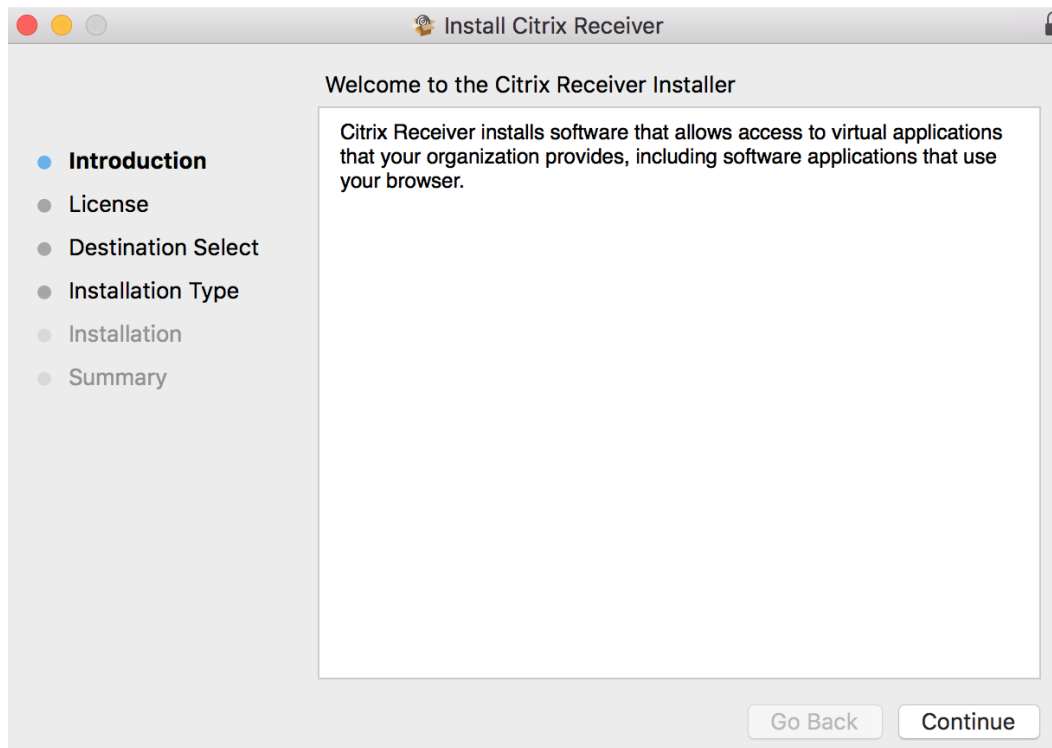 Install Citrix Receiver
Welcome to the Citrix Receiver Installer
Introduction
License
Destination Select
Installation Type
Installation
Summary
Citrix Receiver installs software that allows access to virtual applications
that your organization provides, including software applications that use
your browser.
Go Back
Continue